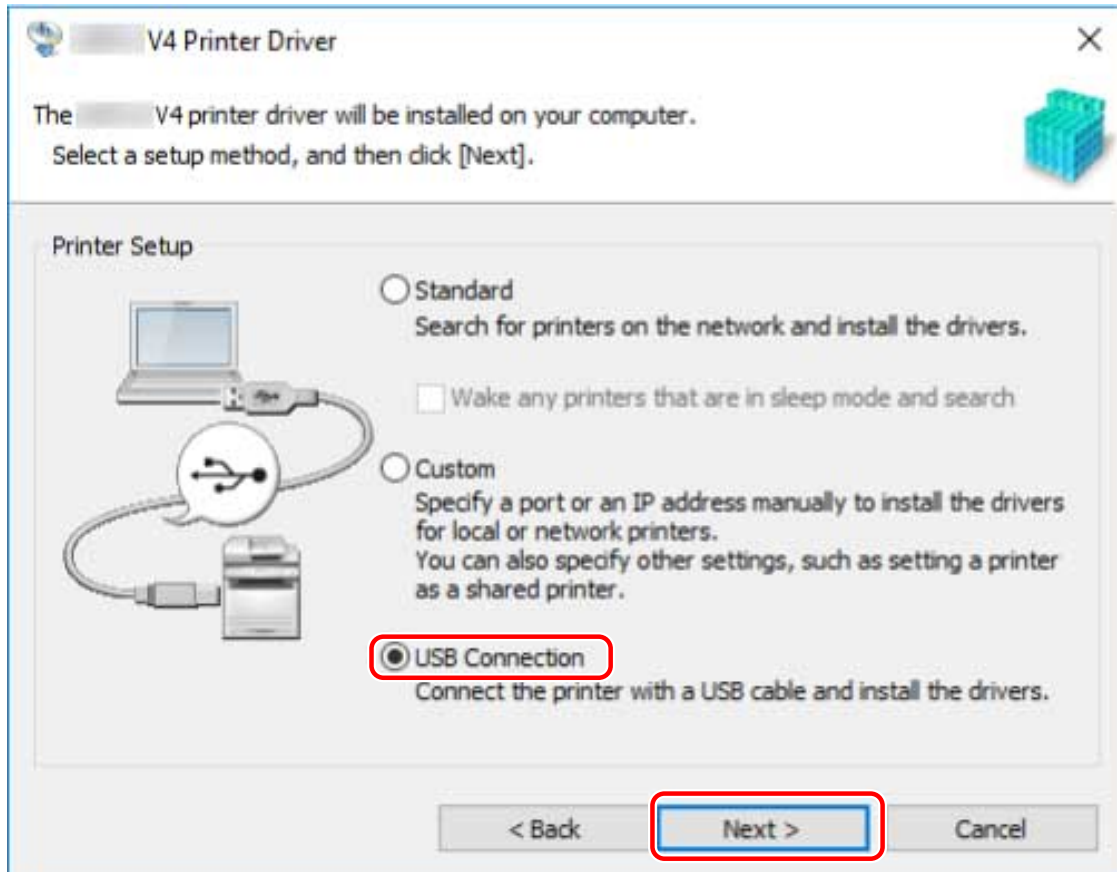 V4 Printer Driver
The V4 printer driver will be installed on your computer.
Select a setup method, and then click [Next].
Printer Setup
Standard
Search for printers on the network and install the drivers.
Wake any printers that are in sleep mode and search
Custom
Specify a port or an IP address manually to install the drivers
for local or network printers.
You can also specify other settings, such as setting a printer
as a shared printer.
USB Connection
Connect the printer with a USB cable and install the drivers.
< Back
Next >
Cancel